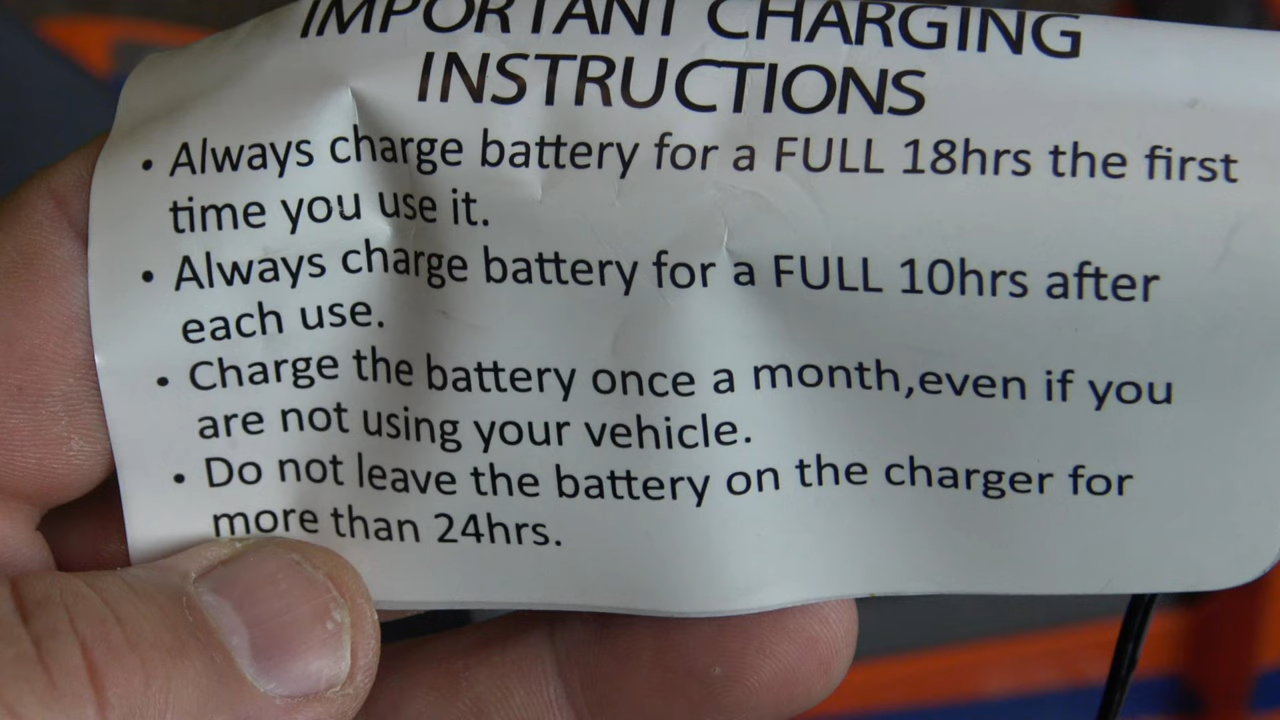 IMPORTANT CHARGING
INSTRUCTIONS
• Always charge battery for a FULL 18hrs the first
time you use it.
• Always charge battery for a FULL 10hrs after
each use.
• Charge the battery once a month,even if you
are not using your vehicle.
• Do not leave the battery on the charger for
more than 24hrs.